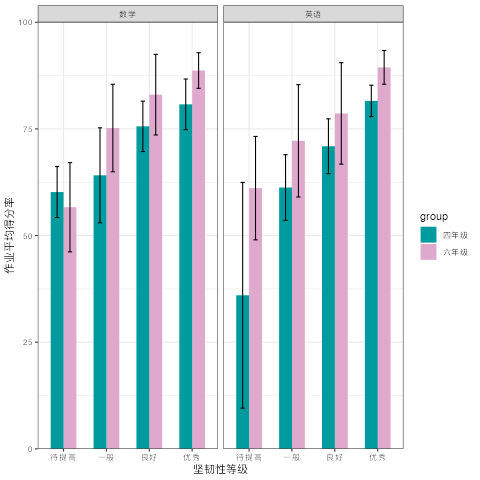 数学 英语
100
75
50
25
0
作业平均得分率
待提高 一般 良好 优秀 待提高 一般 良好 优秀
坚韧性等级
group
四年级
六年级